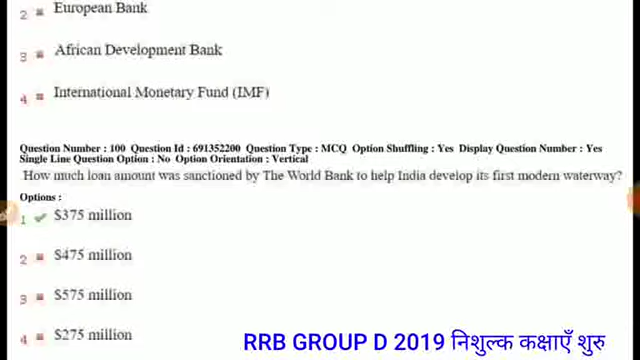 2 European Bank
3 African Development Bank
4 International Monetary Fund (IMF)
Question Number : 100 Question Id : 691352200 Question Type : MCQ Option Shuffling : Yes Display Question Number : Yes
Single Line Question Option : No Option Orientation : Vertical
How much loan amount was sanctioned by The World Bank to help India develop its first modern waterway?
Options :
1 $375 million
2 $475 million
3 $575 million
4 $275 million
RRB GROUP D 2019 निशुल्क कक्षाएँ शुरु